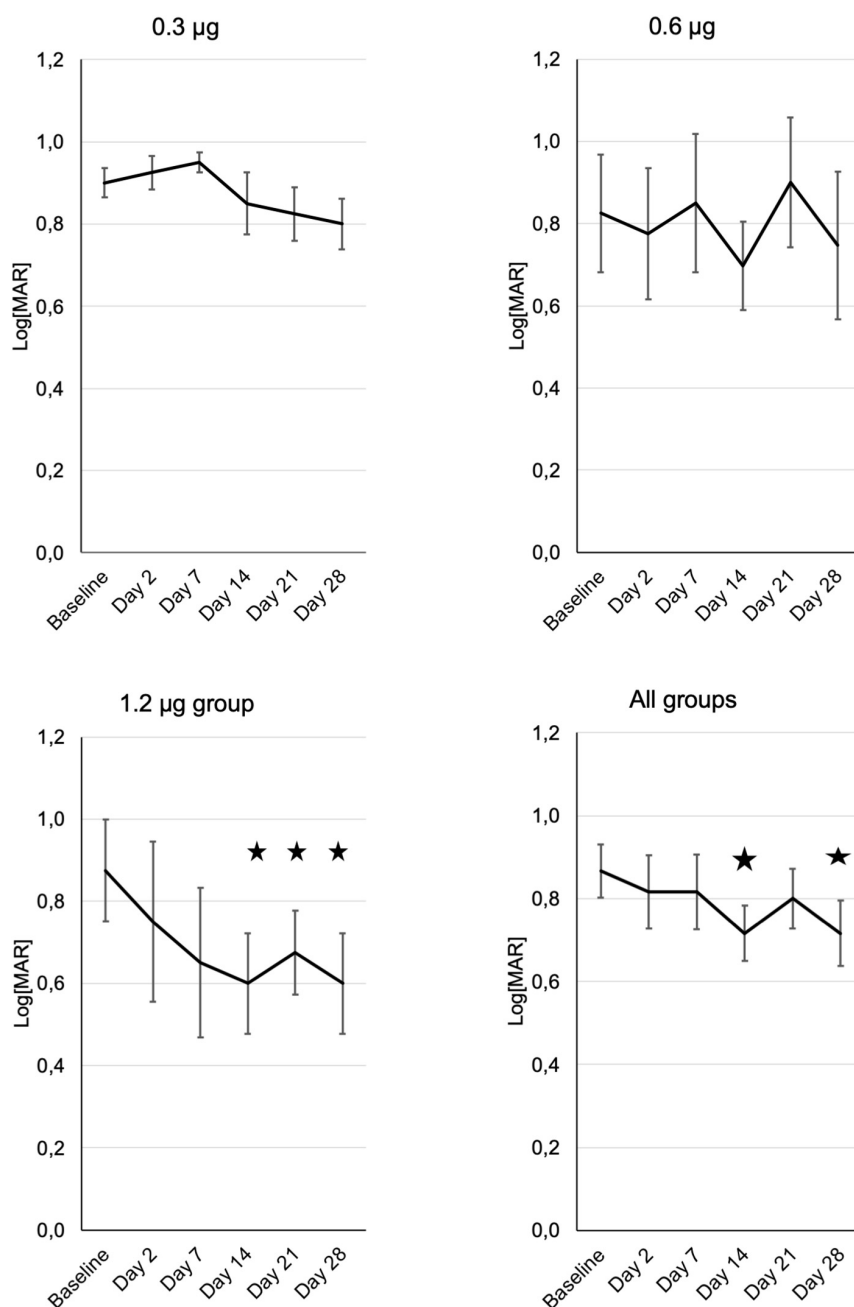 0.3 µg
1,2
1,0
0,8
0,6
0,4
0,2
0,0
Log[MAR]
Baseline
Day 2
Day 7
Day 14
Day 21
Day 28
0.6 µg
1,2
1,0
0,8
0,6
0,4
0,2
0,0
Log[MAR]
Baseline
Day 2
Day 7
Day 14
Day 21
Day 28
1.2 µg group
1,2
1,0
0,8
0,6
0,4
0,2
0,0
Log[MAR]
Baseline
Day 2
Day 7
Day 14
Day 21
Day 28
All groups
1,2
1,0
0,8
0,6
0,4
0,2
0,0
Log[MAR]
Baseline
Day 2
Day 7
Day 14
Day 21
Day 28